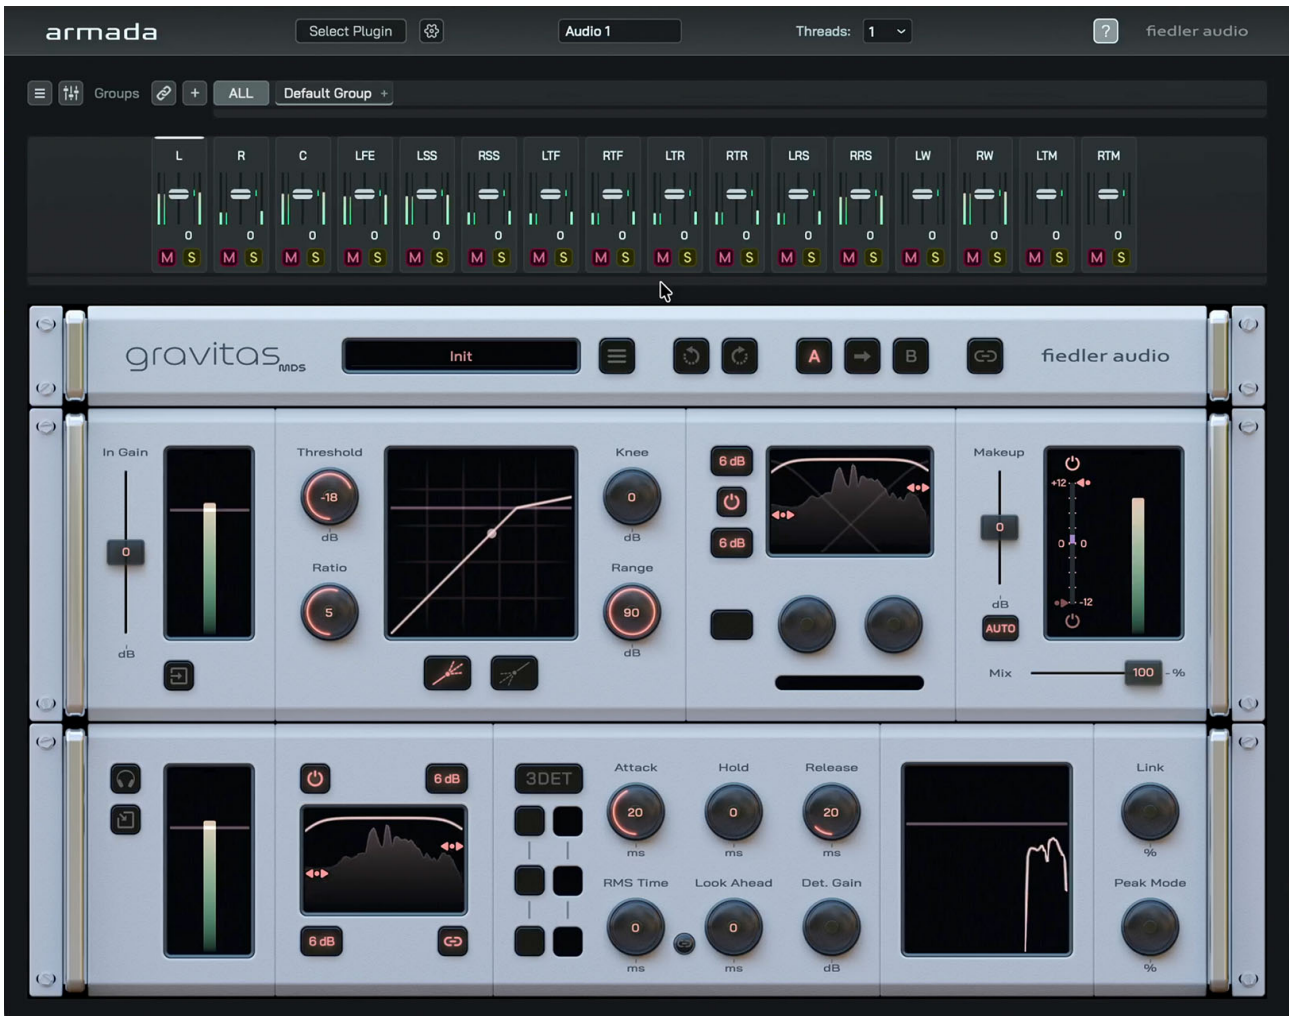 armada Select Plugin Audio 1 Threads: 1 ? fiedler audio
Groups + ALL Default Group +
L R C LFE LSS RSS LTF RTF LTR RTR LRS RRS LW RW LTM RTM
0 0 0 0 0 0 0 0 0 0 0 0 0 0 0 0
M S M S M S M S M S M S M S M S M S M S M S M S M S M S M S M S
gravitas MDS Init A B fiedler audio
In Gain Threshold Knee Makeup
6 dB
+12
-18 0
0 dB dB 0 0 0
6 dB
Ratio Range
5 90 dB -12
dB dB AUTO
Mix 100 - %
6 dB 3DET Attack Hold Release Link
20 0 20
ms ms ms %
RMS Time Look Ahead Det. Gain Peak Mode
6 dB 0 0
ms ms dB %